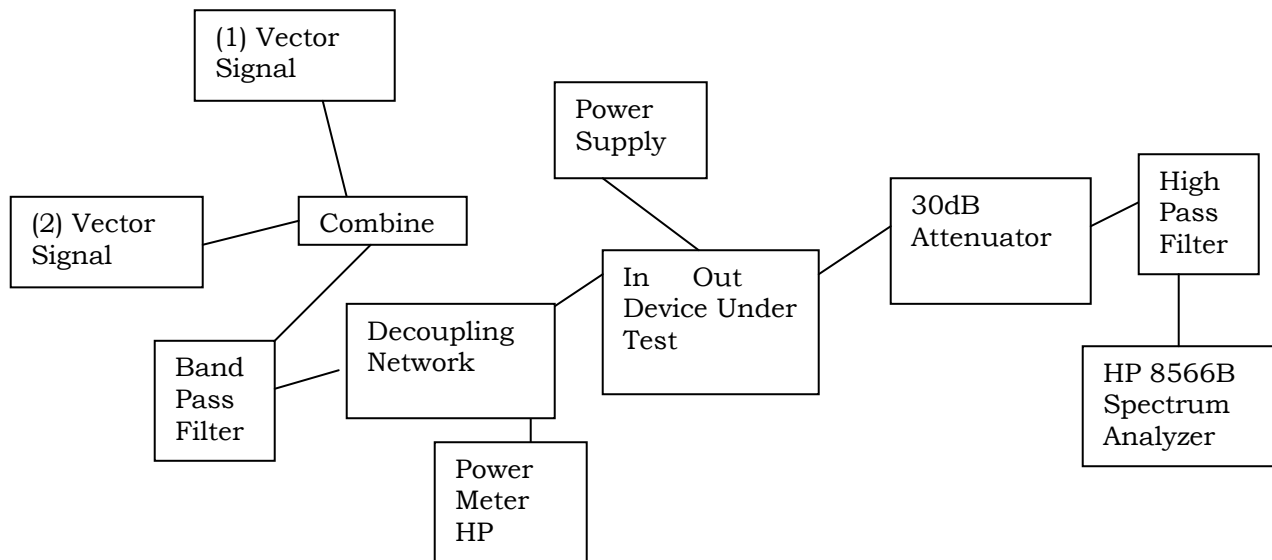 (1) Vector
Signal
(2) Vector
Signal
Combine
Band
Pass
Filter
Decoupling
Network
Power
Meter
HP
Power
Supply
In Out
Device Under
Test
30dB
Attenuator
High
Pass
Filter
HP 8566B
Spectrum
Analyzer